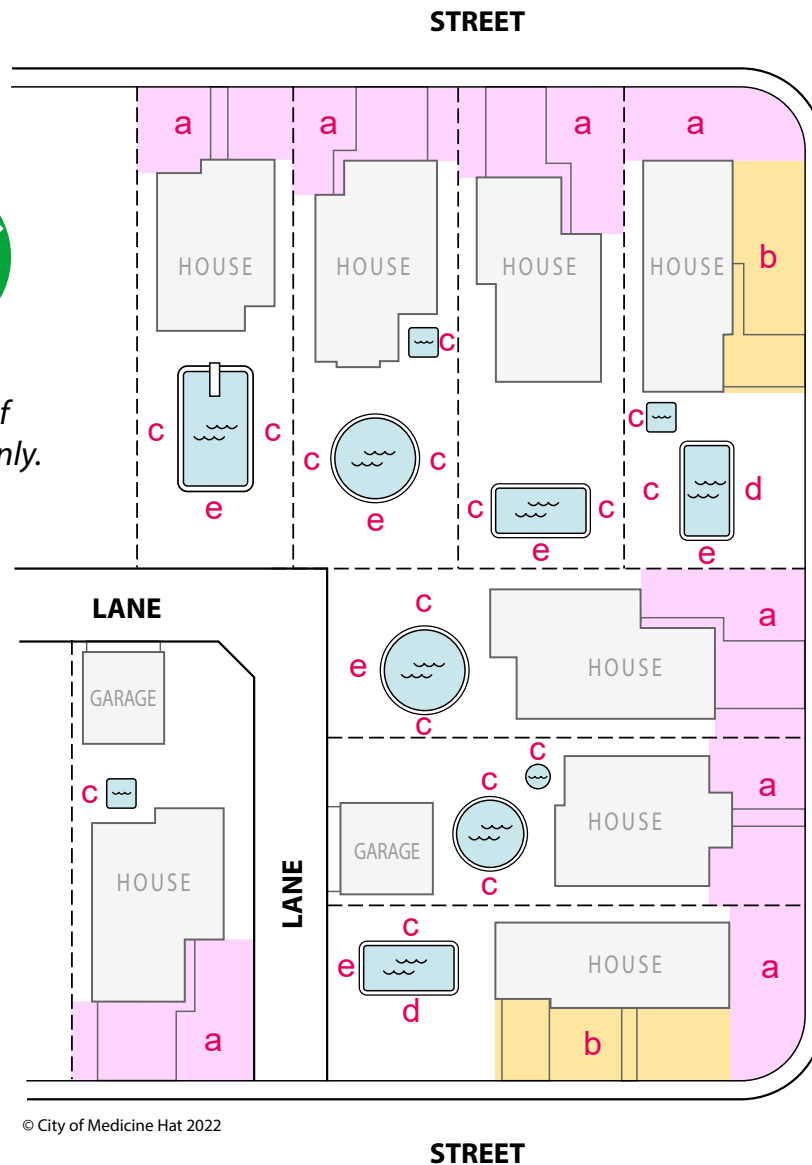 STREET
a a a a
HOUSE HOUSE HOUSE HOUSE
b
c
f
nly.
c
c c c c c c c d
e e e e
LANE
c
a
e
HOUSE
GARAGE
c
c
c
c
a
HOUSE
GARAGE
HOUSE
LANE
c
c
e
HOUSE
a
d
a
b
© City of Medicine Hat 2022
STREET